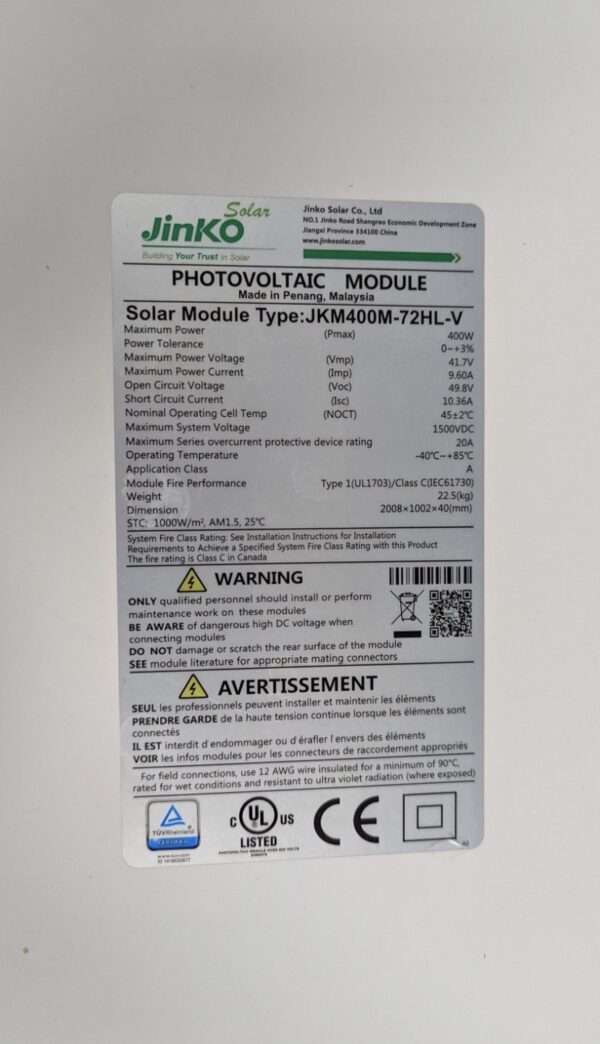 Solar
JinKO
Building Your Trust in Solar
Jinko Solar Co., Ltd
NO.1 Jinko Road Shangrao Economic Development Zone
Jiangxi Province 334100 China
www.jinkosolar.com
PHOTOVOLTAIC MODULE
Made in Penang, Malaysia
Solar Module Type:JKM400M-72HL-V
Maximum Power (Pmax) 400W
Power Tolerance 0~+3%
Maximum Power Voltage (Vmp) 41.7V
Maximum Power Current (Imp) 9.60A
Open Circuit Voltage (Voc) 49.8V
Short Circuit Current (Isc) 10.36A
Nominal Operating Cell Temp (NOCT) 45±2℃
Maximum System Voltage 1500VDC
Maximum Series overcurrent protective device rating 20A
Operating Temperature -40℃~+85℃
Application Class A
Module Fire Performance Type 1(UL1703)/Class C(IEC61730)
Weight 22.5(kg)
Dimension 2008×1002×40(mm)
STC: 1000W/m², AM1.5, 25℃
System Fire Class Rating: See Installation Instructions for Installation
Requirements to Achieve a Specified System Fire Class Rating with this Product
The fire rating is Class C in Canada
WARNING
ONLY qualified personnel should install or perform
maintenance work on these modules
BE AWARE of dangerous high DC voltage when
connecting modules
DO NOT damage or scratch the rear surface of the module
SEE module literature for appropriate mating connectors
AVERTISSEMENT
SEUL les professionnels peuvent installer et maintenir les éléments
PRENDRE GARDE de la haute tension continue lorsque les éléments sont
connectés
IL EST interdit d'endommager ou d'érafler l'envers des éléments
VOIR les infos modules pour les connecteurs de raccordement appropriés
For field connections, use 12 AWG wire insulated for a minimum of 90℃,
rated for wet conditions and resistant to ultra violet radiation (where exposed)
TÜVRheinland
www.tuv.com
C UL US
LISTED
PHOTOVOLTAIC MODULE OVER 600 VOLTS
CE
A2